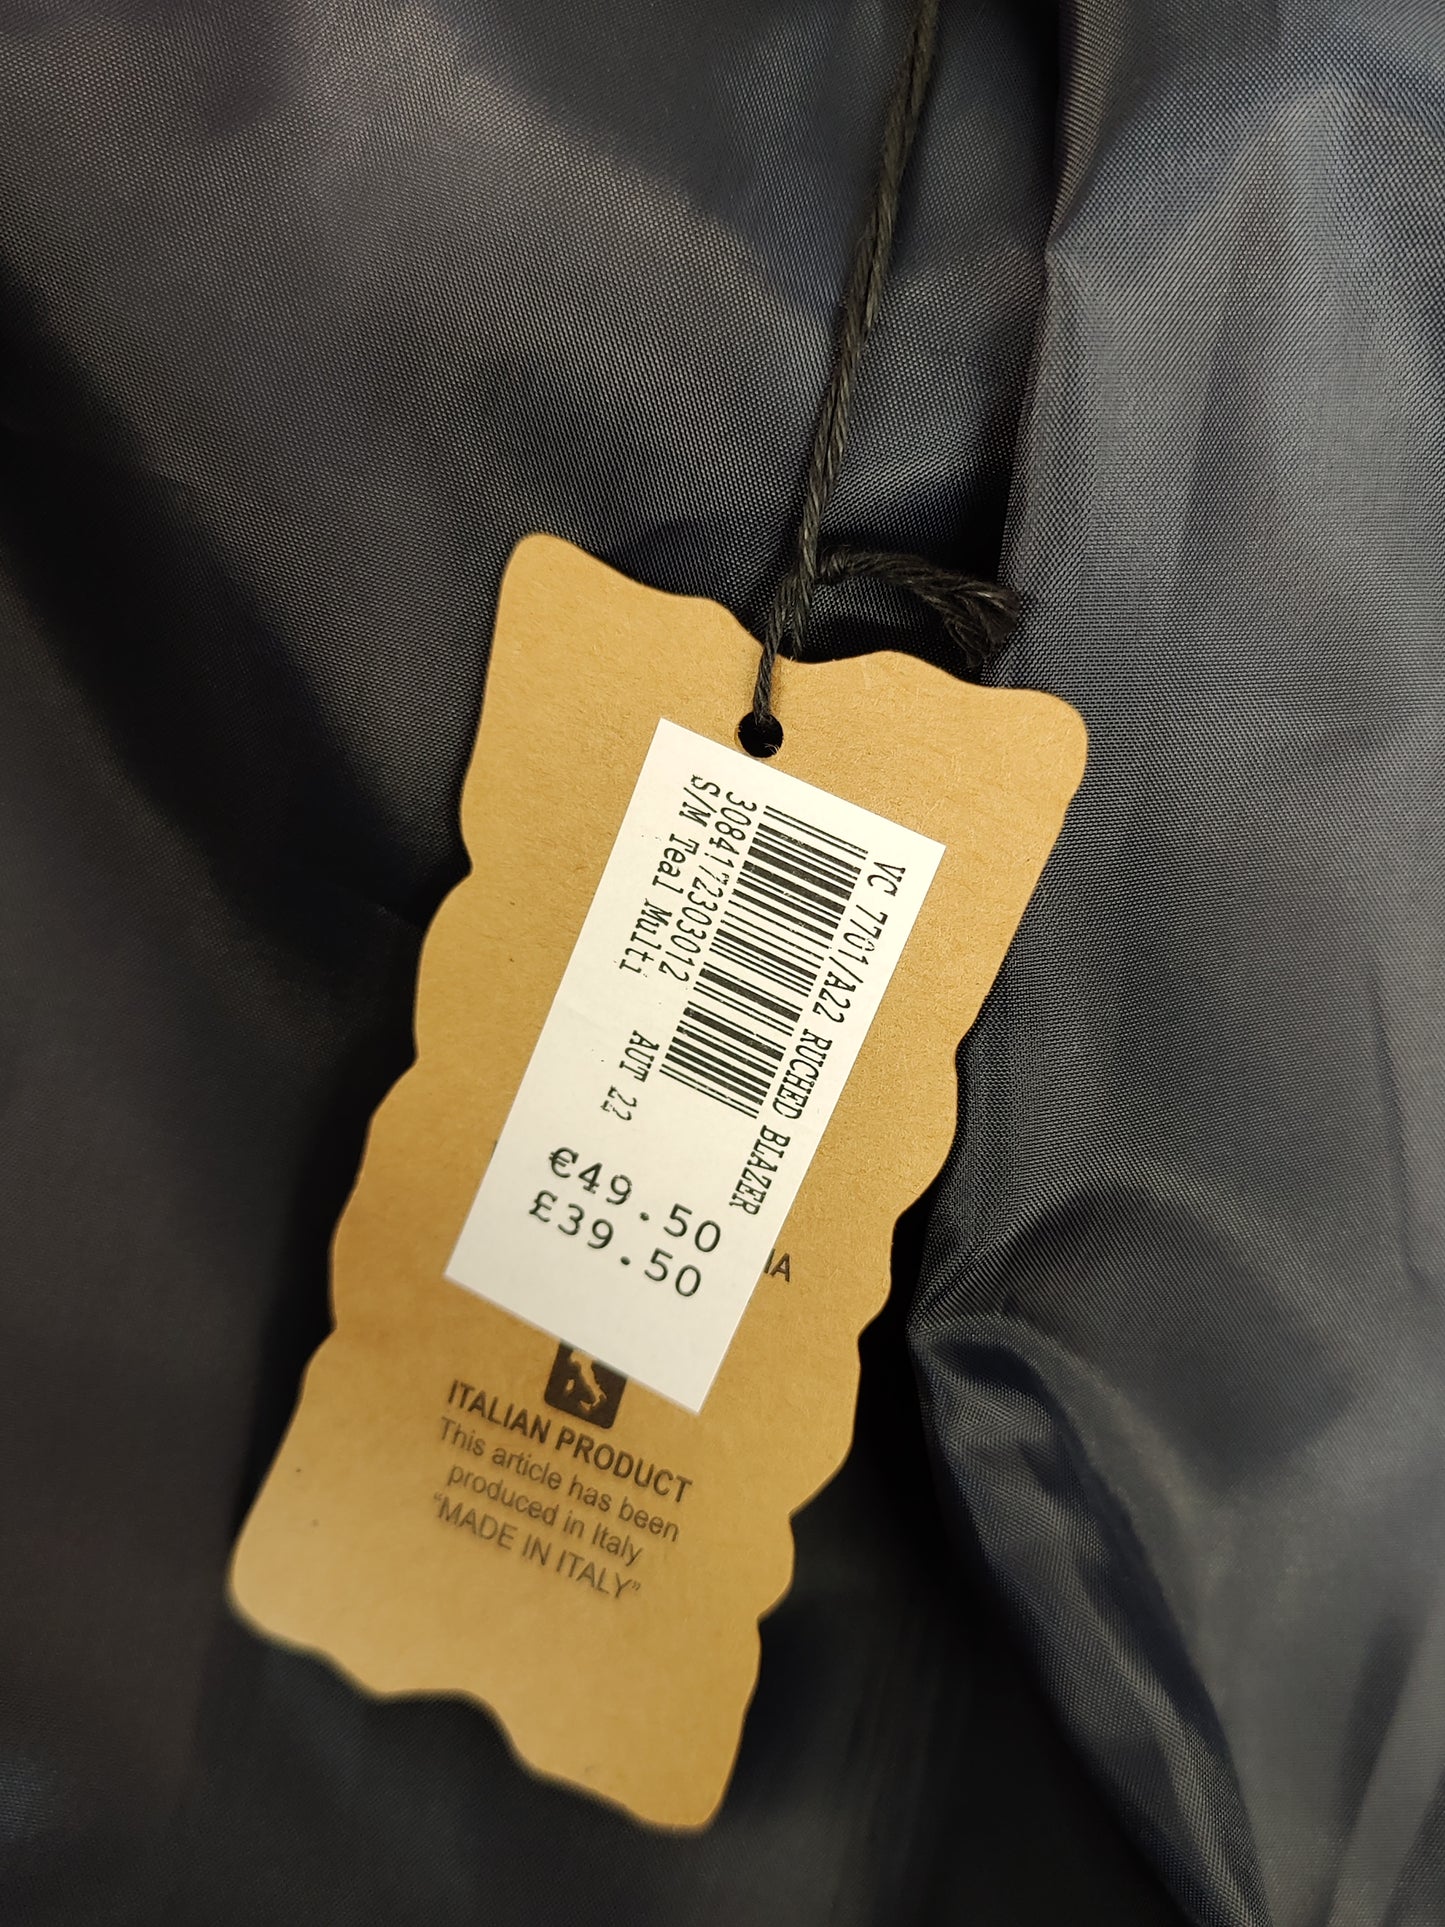 VC 7701/A22 RUCHED BLAZER
3084172303012
S/M Teal Multi AUT 22
€49.50
£39.50
IA
ITALIAN PRODUCT
This article has been
produced in Italy
“MADE IN ITALY”